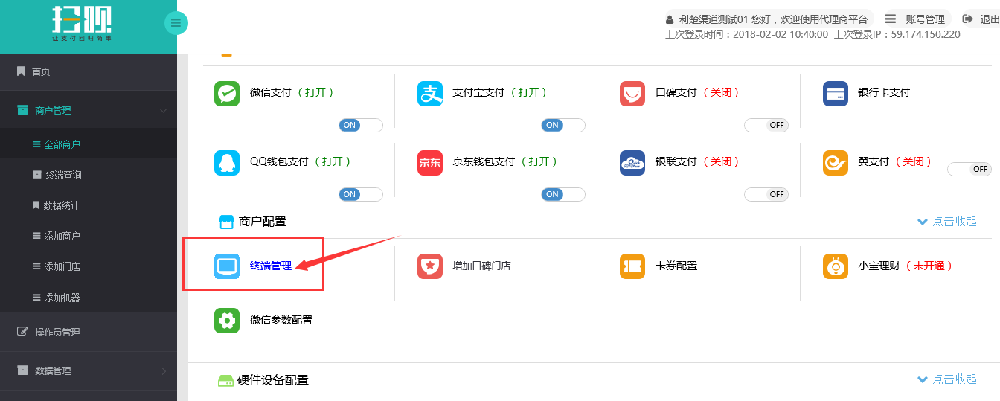 扫呗
让支付回归简单
利楚渠道测试01 您好，欢迎使用代理商平台 账号管理 退出
上次登录时间：2018-02-02 10:40:00 上次登录IP：59.174.150.220
首页
商户管理
全部商户
终端查询
数据统计
添加商户
添加门店
添加机器
操作员管理
数据管理
微信支付（打开）
ON
支付宝支付（打开）
ON
口碑支付（关闭）
OFF
银行卡支付
QQ钱包支付（打开）
ON
京东
京东钱包支付（打开）
ON
银联支付（关闭）
OFF
翼支付（关闭）
OFF
商户配置 点击收起
终端管理
增加口碑门店
卡券配置
小宝理财（未开通）
微信参数配置
硬件设备配置 点击收起